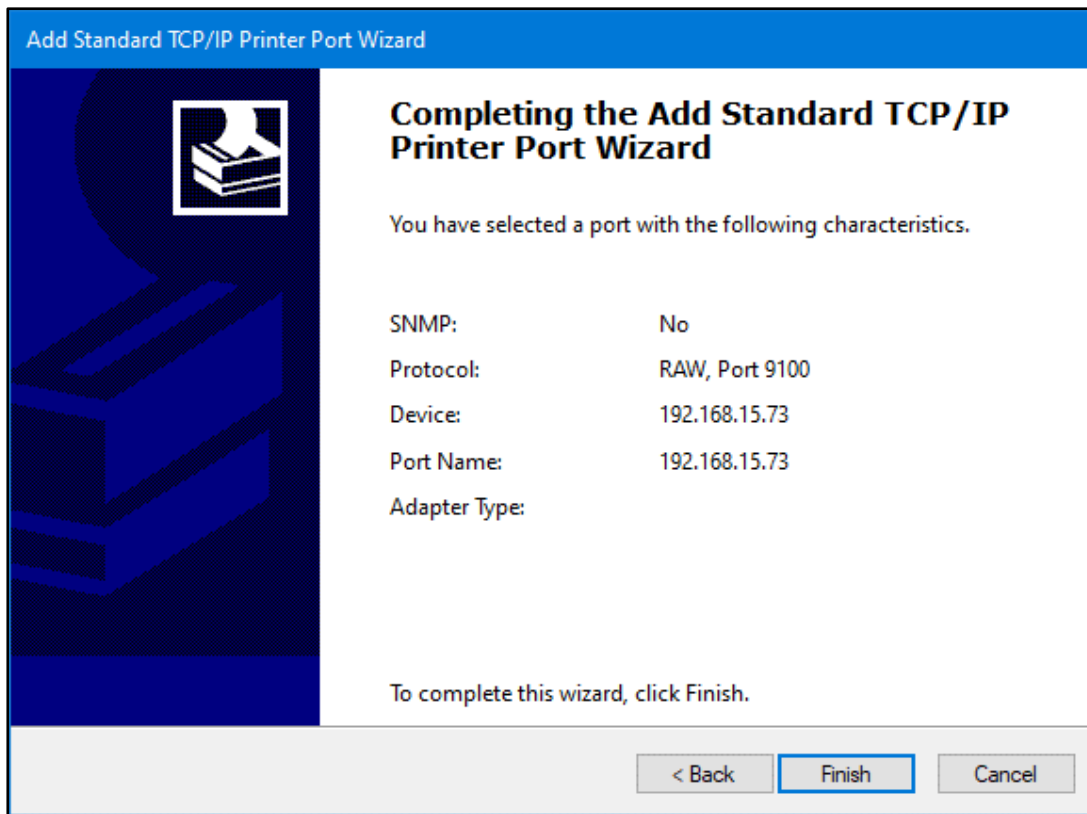 Add Standard TCP/IP Printer Port Wizard
Completing the Add Standard TCP/IP
Printer Port Wizard
You have selected a port with the following characteristics.
SNMP: No
Protocol: RAW, Port 9100
Device: 192.168.15.73
Port Name: 192.168.15.73
Adapter Type:
To complete this wizard, click Finish.
< Back Finish Cancel